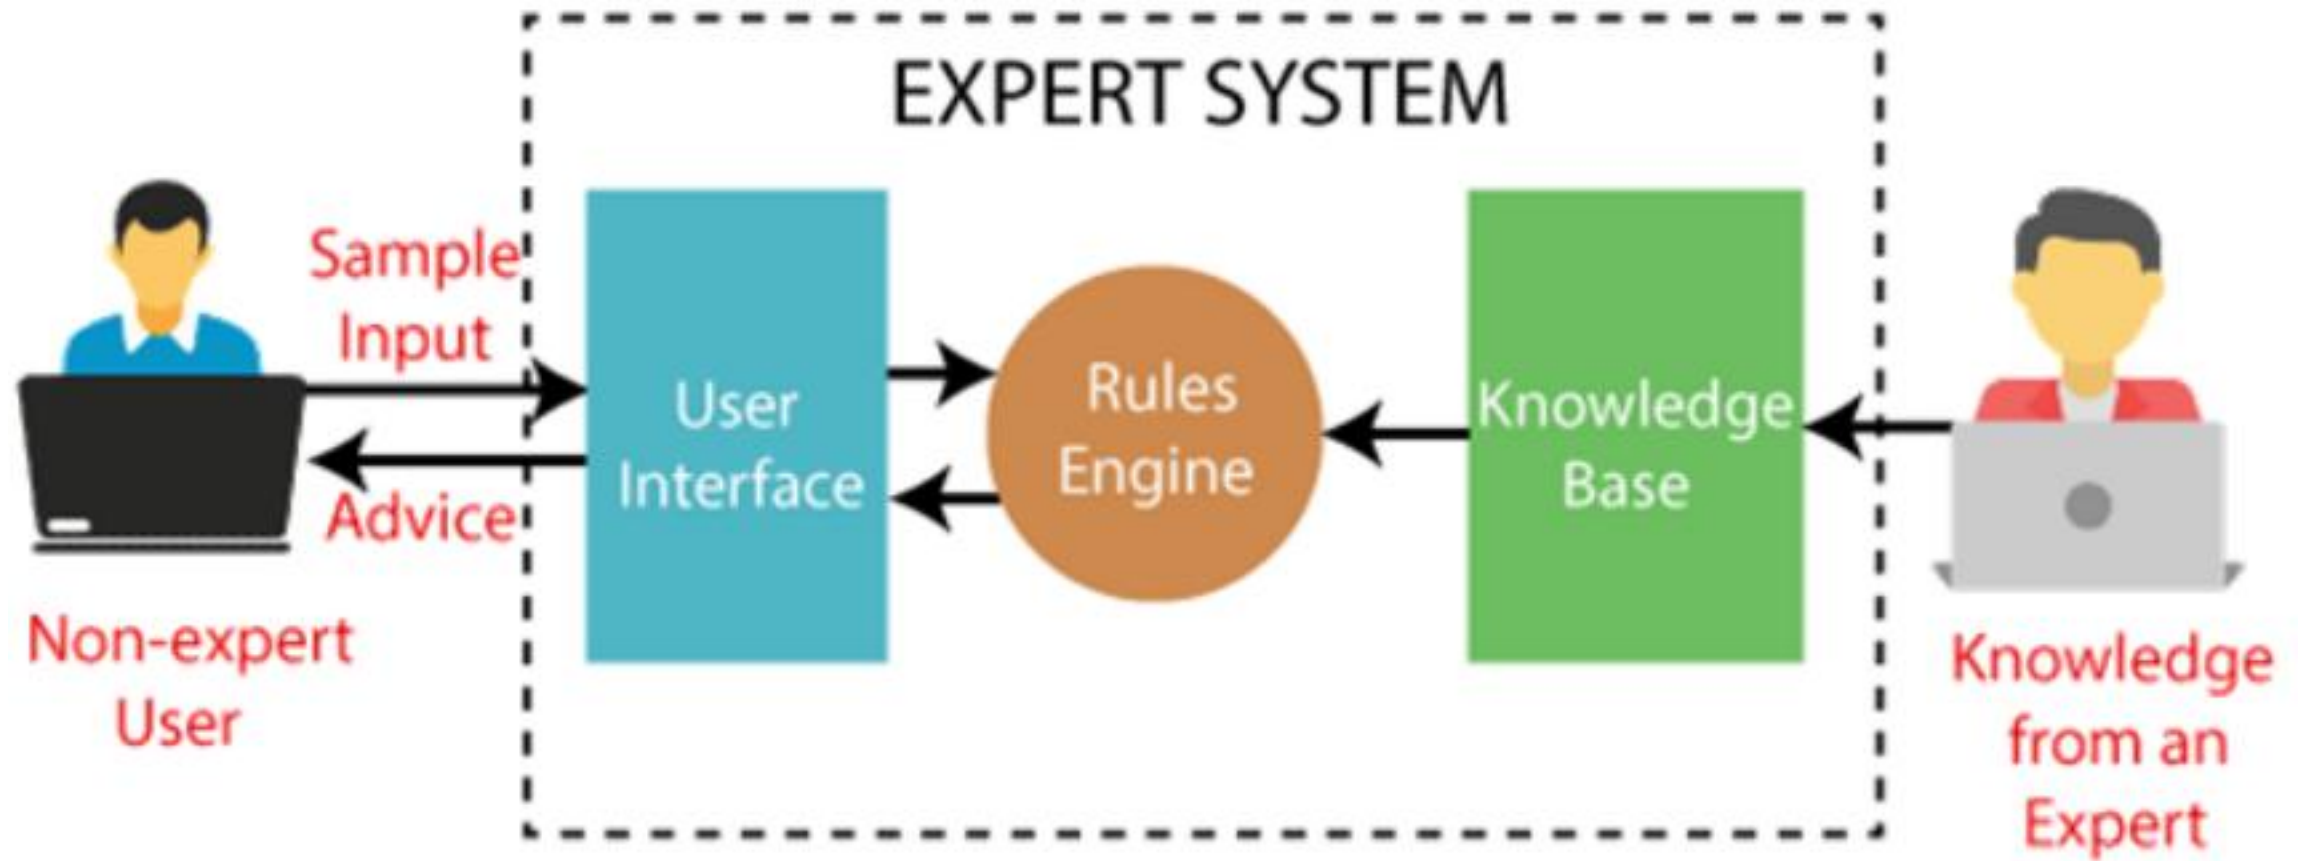 EXPERT SYSTEM
Sample
Input
Advice
Non-expert
User
User
Interface
Rules
Engine
Knowledge
Base
Knowledge
from an
Expert